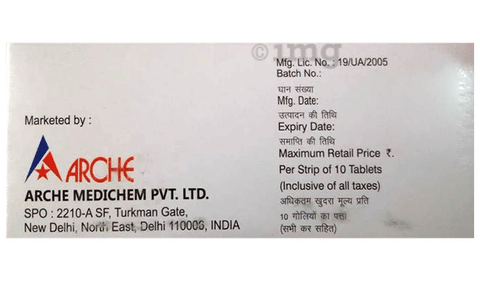 ©1mg
Mfg. Lic. No. : 19/UA/2005
Batch No.:
घान संख्या
Mfg. Date:
उत्पादन की तिथि
Expiry Date:
समाप्ति की तिथि
Maximum Retail Price ₹.
Per Strip of 10 Tablets
(Inclusive of all taxes)
अधिकतम खुदरा मूल्य प्रति
10 गोलियों का पत्ता
(सभी कर सहित)
Marketed by :
ARCHE
ARCHE MEDICHEM PVT. LTD.
SPO : 2210-A SF, Turkman Gate,
New Delhi, North East, Delhi 110006, INDIA